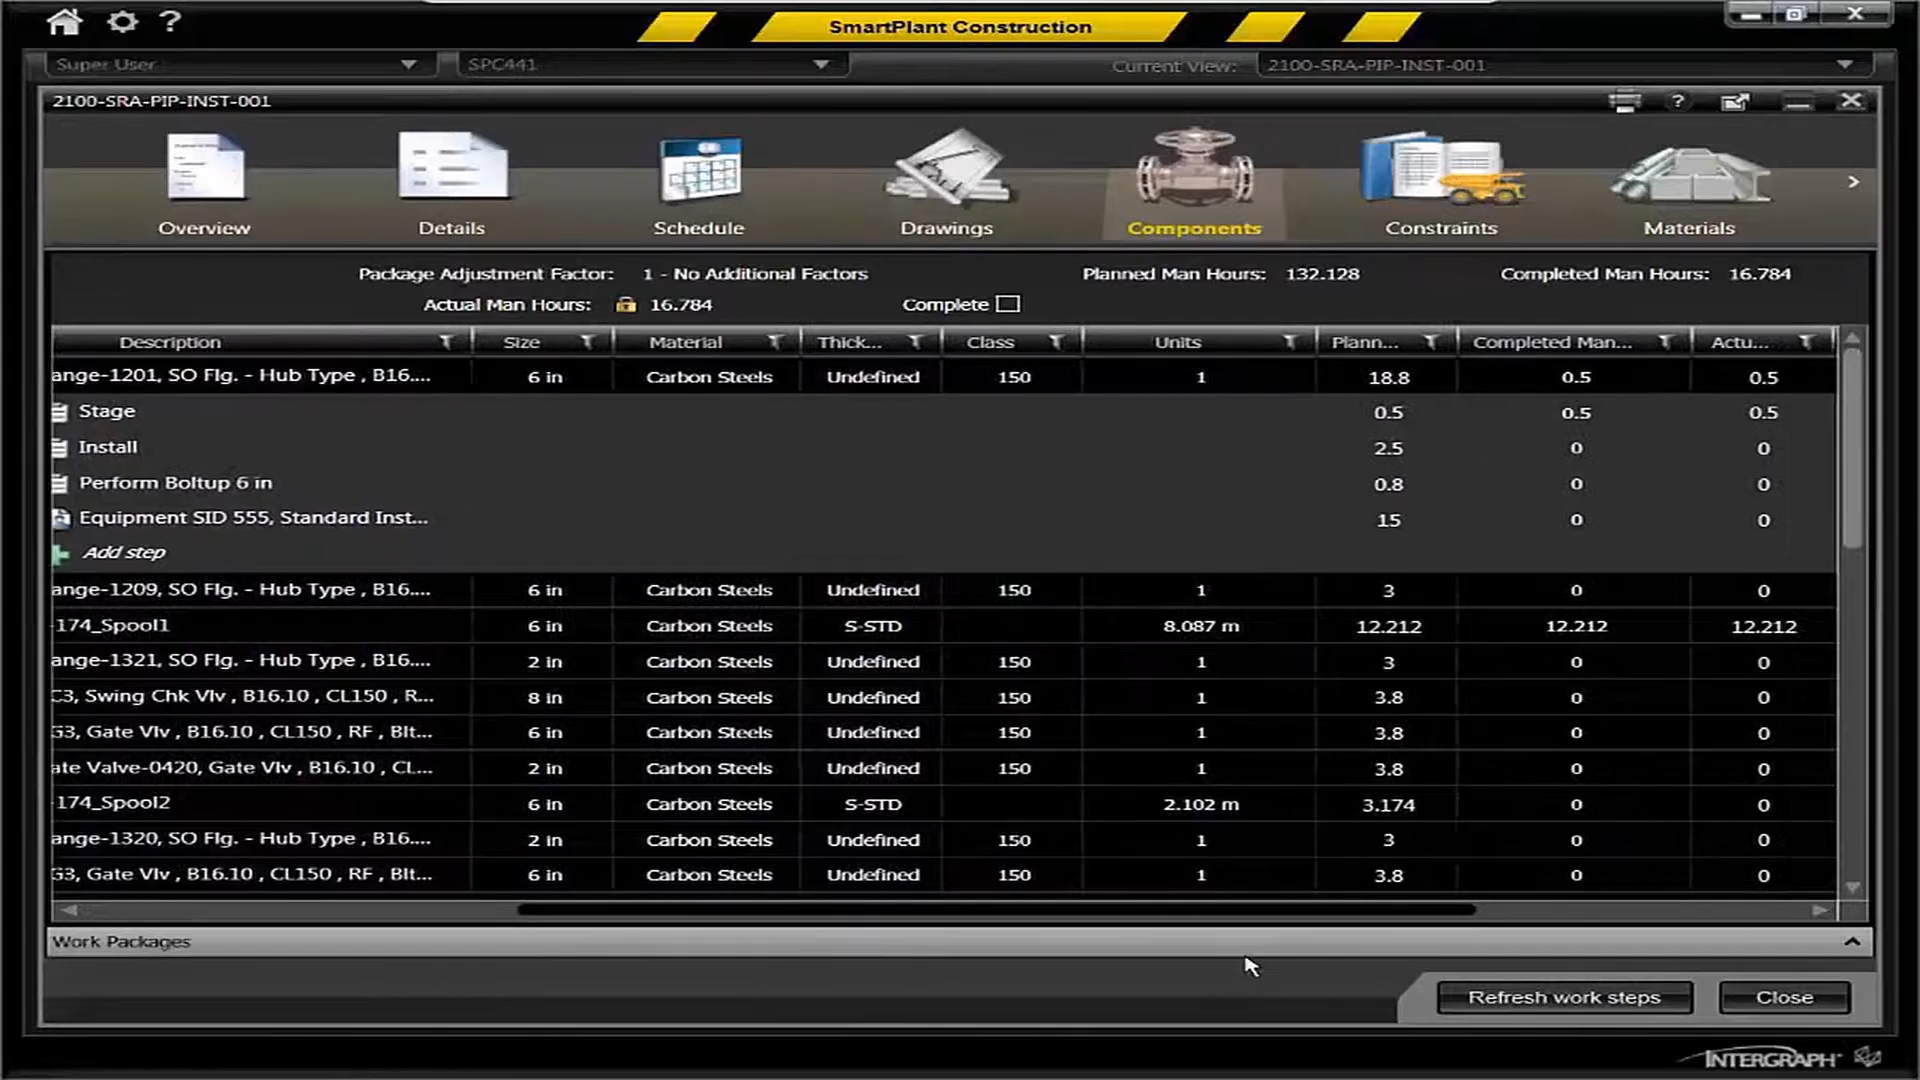 SmartPlant Construction
Super User SPC441 Current View: 2100-SRA-PIP-INST-001
2100-SRA-PIP-INST-001
Overview Details Schedule Drawings Components Constraints Materials
Package Adjustment Factor: 1 - No Additional Factors Planned Man Hours: 132.128 Completed Man Hours: 16.784
Actual Man Hours: 16.784 Complete
Description Size Material Thick... Class Units Plann... Completed Man... Actu...
ange-1201, SO Flg. - Hub Type , B16.... 6 in Carbon Steels Undefined 150 1 18.8 0.5 0.5
Stage 0.5 0.5 0.5
Install 2.5 0 0
Perform Boltup 6 in 0.8 0 0
Equipment SID 555, Standard Inst... 15 0 0
Add step
ange-1209, SO Flg. - Hub Type , B16.... 6 in Carbon Steels Undefined 150 1 3 0 0
-174_Spool1 6 in Carbon Steels S-STD 8.087 m 12.212 12.212 12.212
ange-1321, SO Flg. - Hub Type , B16.... 2 in Carbon Steels Undefined 150 1 3 0 0
C3, Swing Chk Vlv , B16.10 , CL150 , R... 8 in Carbon Steels Undefined 150 1 3.8 0 0
G3, Gate Vlv , B16.10 , CL150 , RF , Blt... 6 in Carbon Steels Undefined 150 1 3.8 0 0
ate Valve-0420, Gate Vlv , B16.10 , CL... 2 in Carbon Steels Undefined 150 1 3.8 0 0
-174_Spool2 6 in Carbon Steels S-STD 2.102 m 3.174 0 0
ange-1320, SO Flg. - Hub Type , B16.... 2 in Carbon Steels Undefined 150 1 3 0 0
G3, Gate Vlv , B16.10 , CL150 , RF , Blt... 6 in Carbon Steels Undefined 150 1 3.8 0 0
Work Packages
Refresh work steps Close
INTERGRAPH